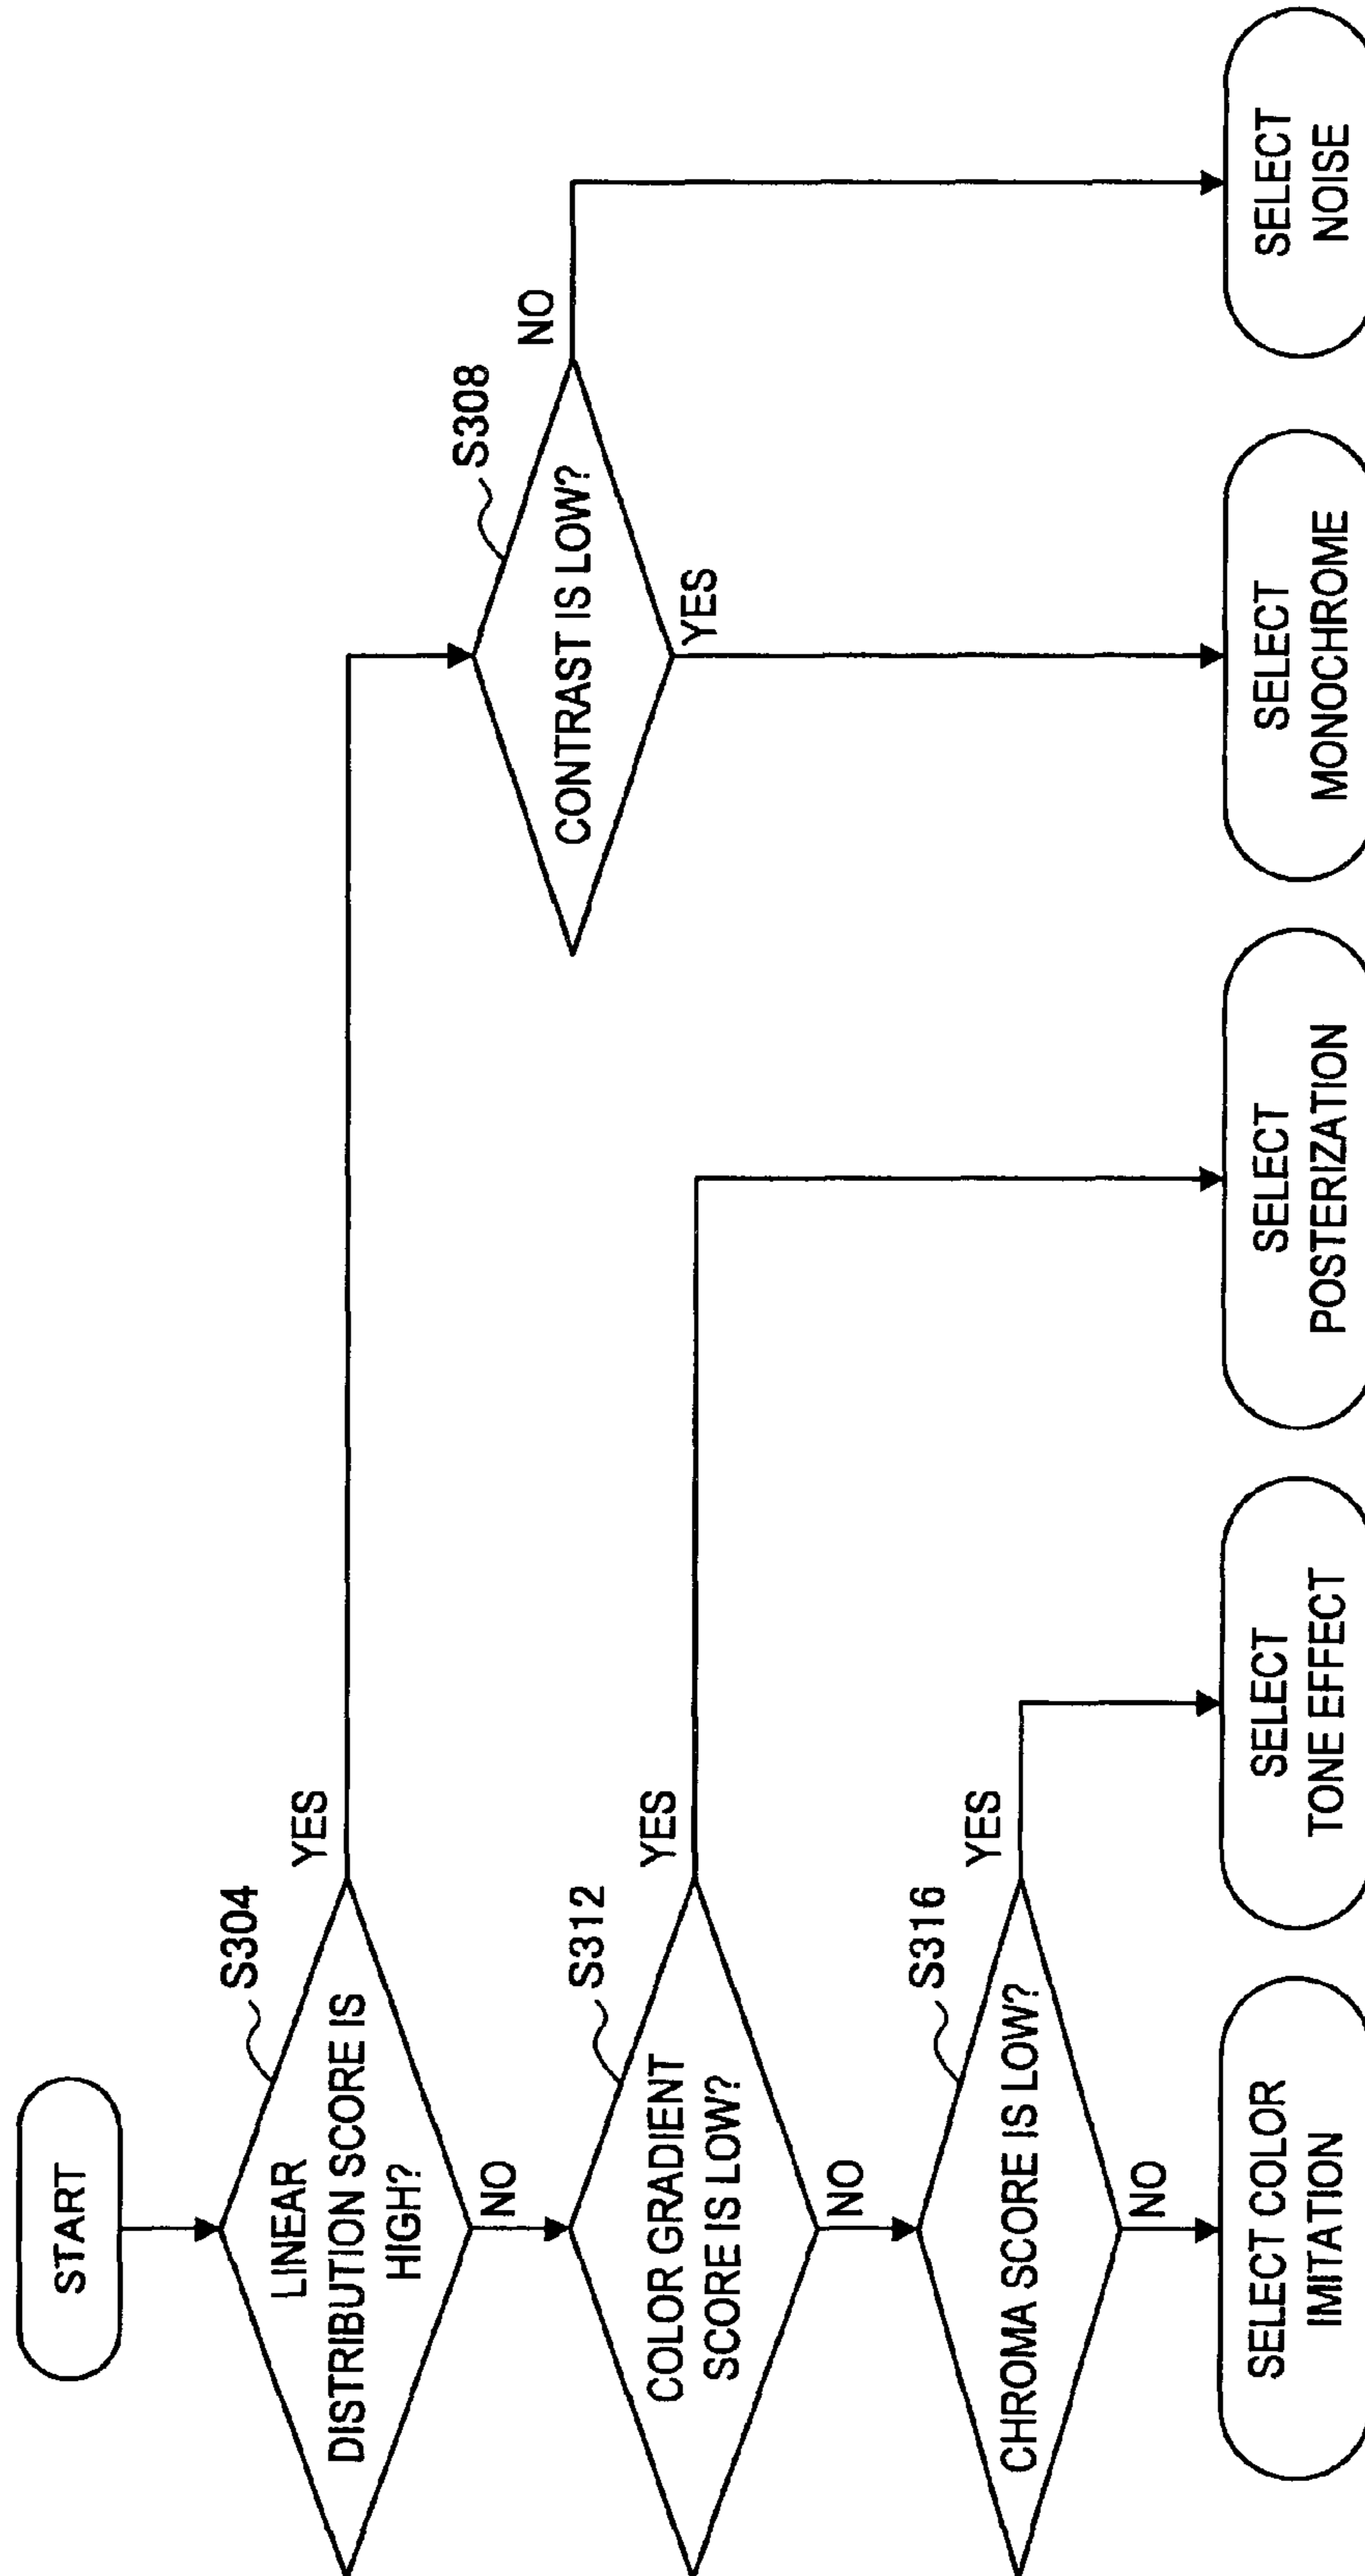 START
S304
LINEAR
DISTRIBUTION SCORE IS
HIGH?
YES
NO
S308
CONTRAST IS LOW?
NO
YES
S312
COLOR GRADIENT
SCORE IS LOW?
YES
NO
S316
CHROMA SCORE IS LOW?
YES
NO
SELECT COLOR
IMITATION
SELECT
TONE EFFECT
SELECT
POSTERIZATION
SELECT
MONOCHROME
SELECT
NOISE